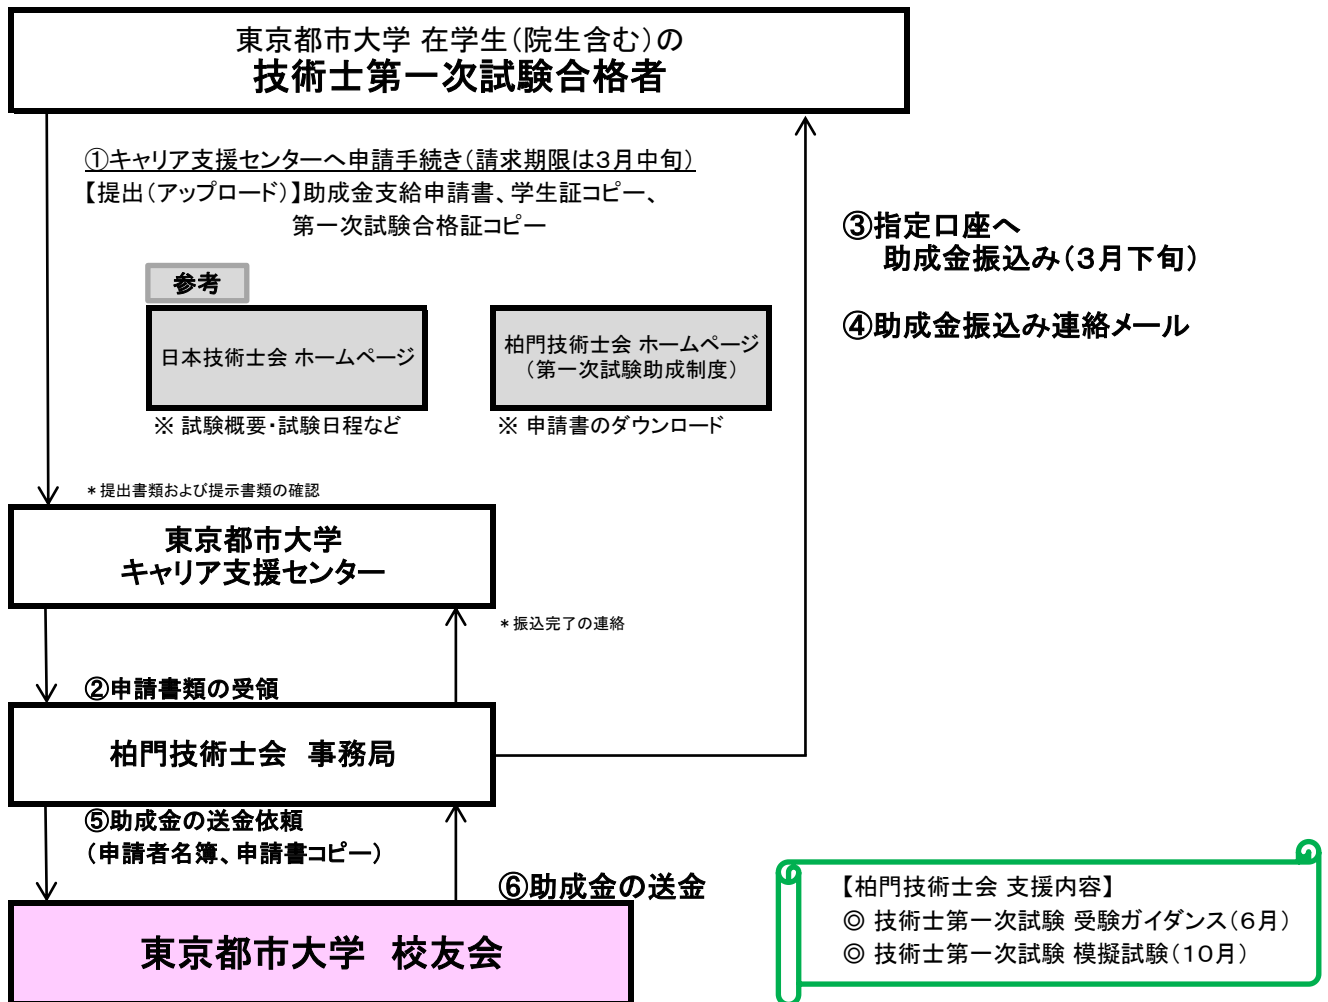 東京都市大学 在学生（院生含む）の
技術士第一次試験合格者
①キャリア支援センターへ申請手続き（請求期限は３月中旬）
【提出（アップロード）】助成金支給申請書、学生証コピー、
第一次試験合格証コピー
③指定口座へ
助成金振込み（３月下旬）
④助成金振込み連絡メール
参考
日本技術士会 ホームページ
※ 試験概要・試験日程など
柏門技術士会 ホームページ
（第一次試験助成制度）
※ 申請書のダウンロード
＊提出書類および提示書類の確認
東京都市大学
キャリア支援センター
＊振込完了の連絡
②申請書類の受領
柏門技術士会　事務局
⑤助成金の送金依頼
（申請者名簿、申請書コピー）
⑥助成金の送金
東京都市大学　校友会
【柏門技術士会 支援内容】
◎ 技術士第一次試験 受験ガイダンス（６月）
◎ 技術士第一次試験 模擬試験（１０月）